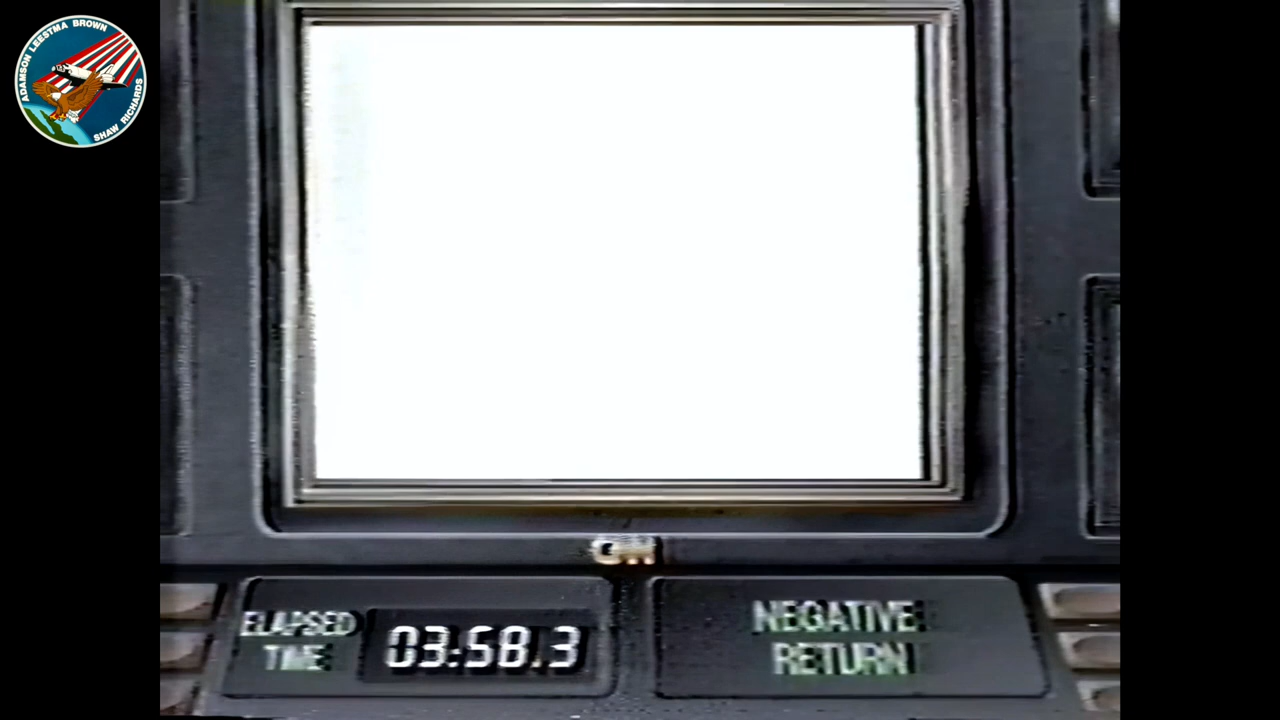 ADAMSON LEESTMA BROWN
SHAW RICHARDS
ELAPSED
TIME
03:58.3
NEGATIVE
RETURN